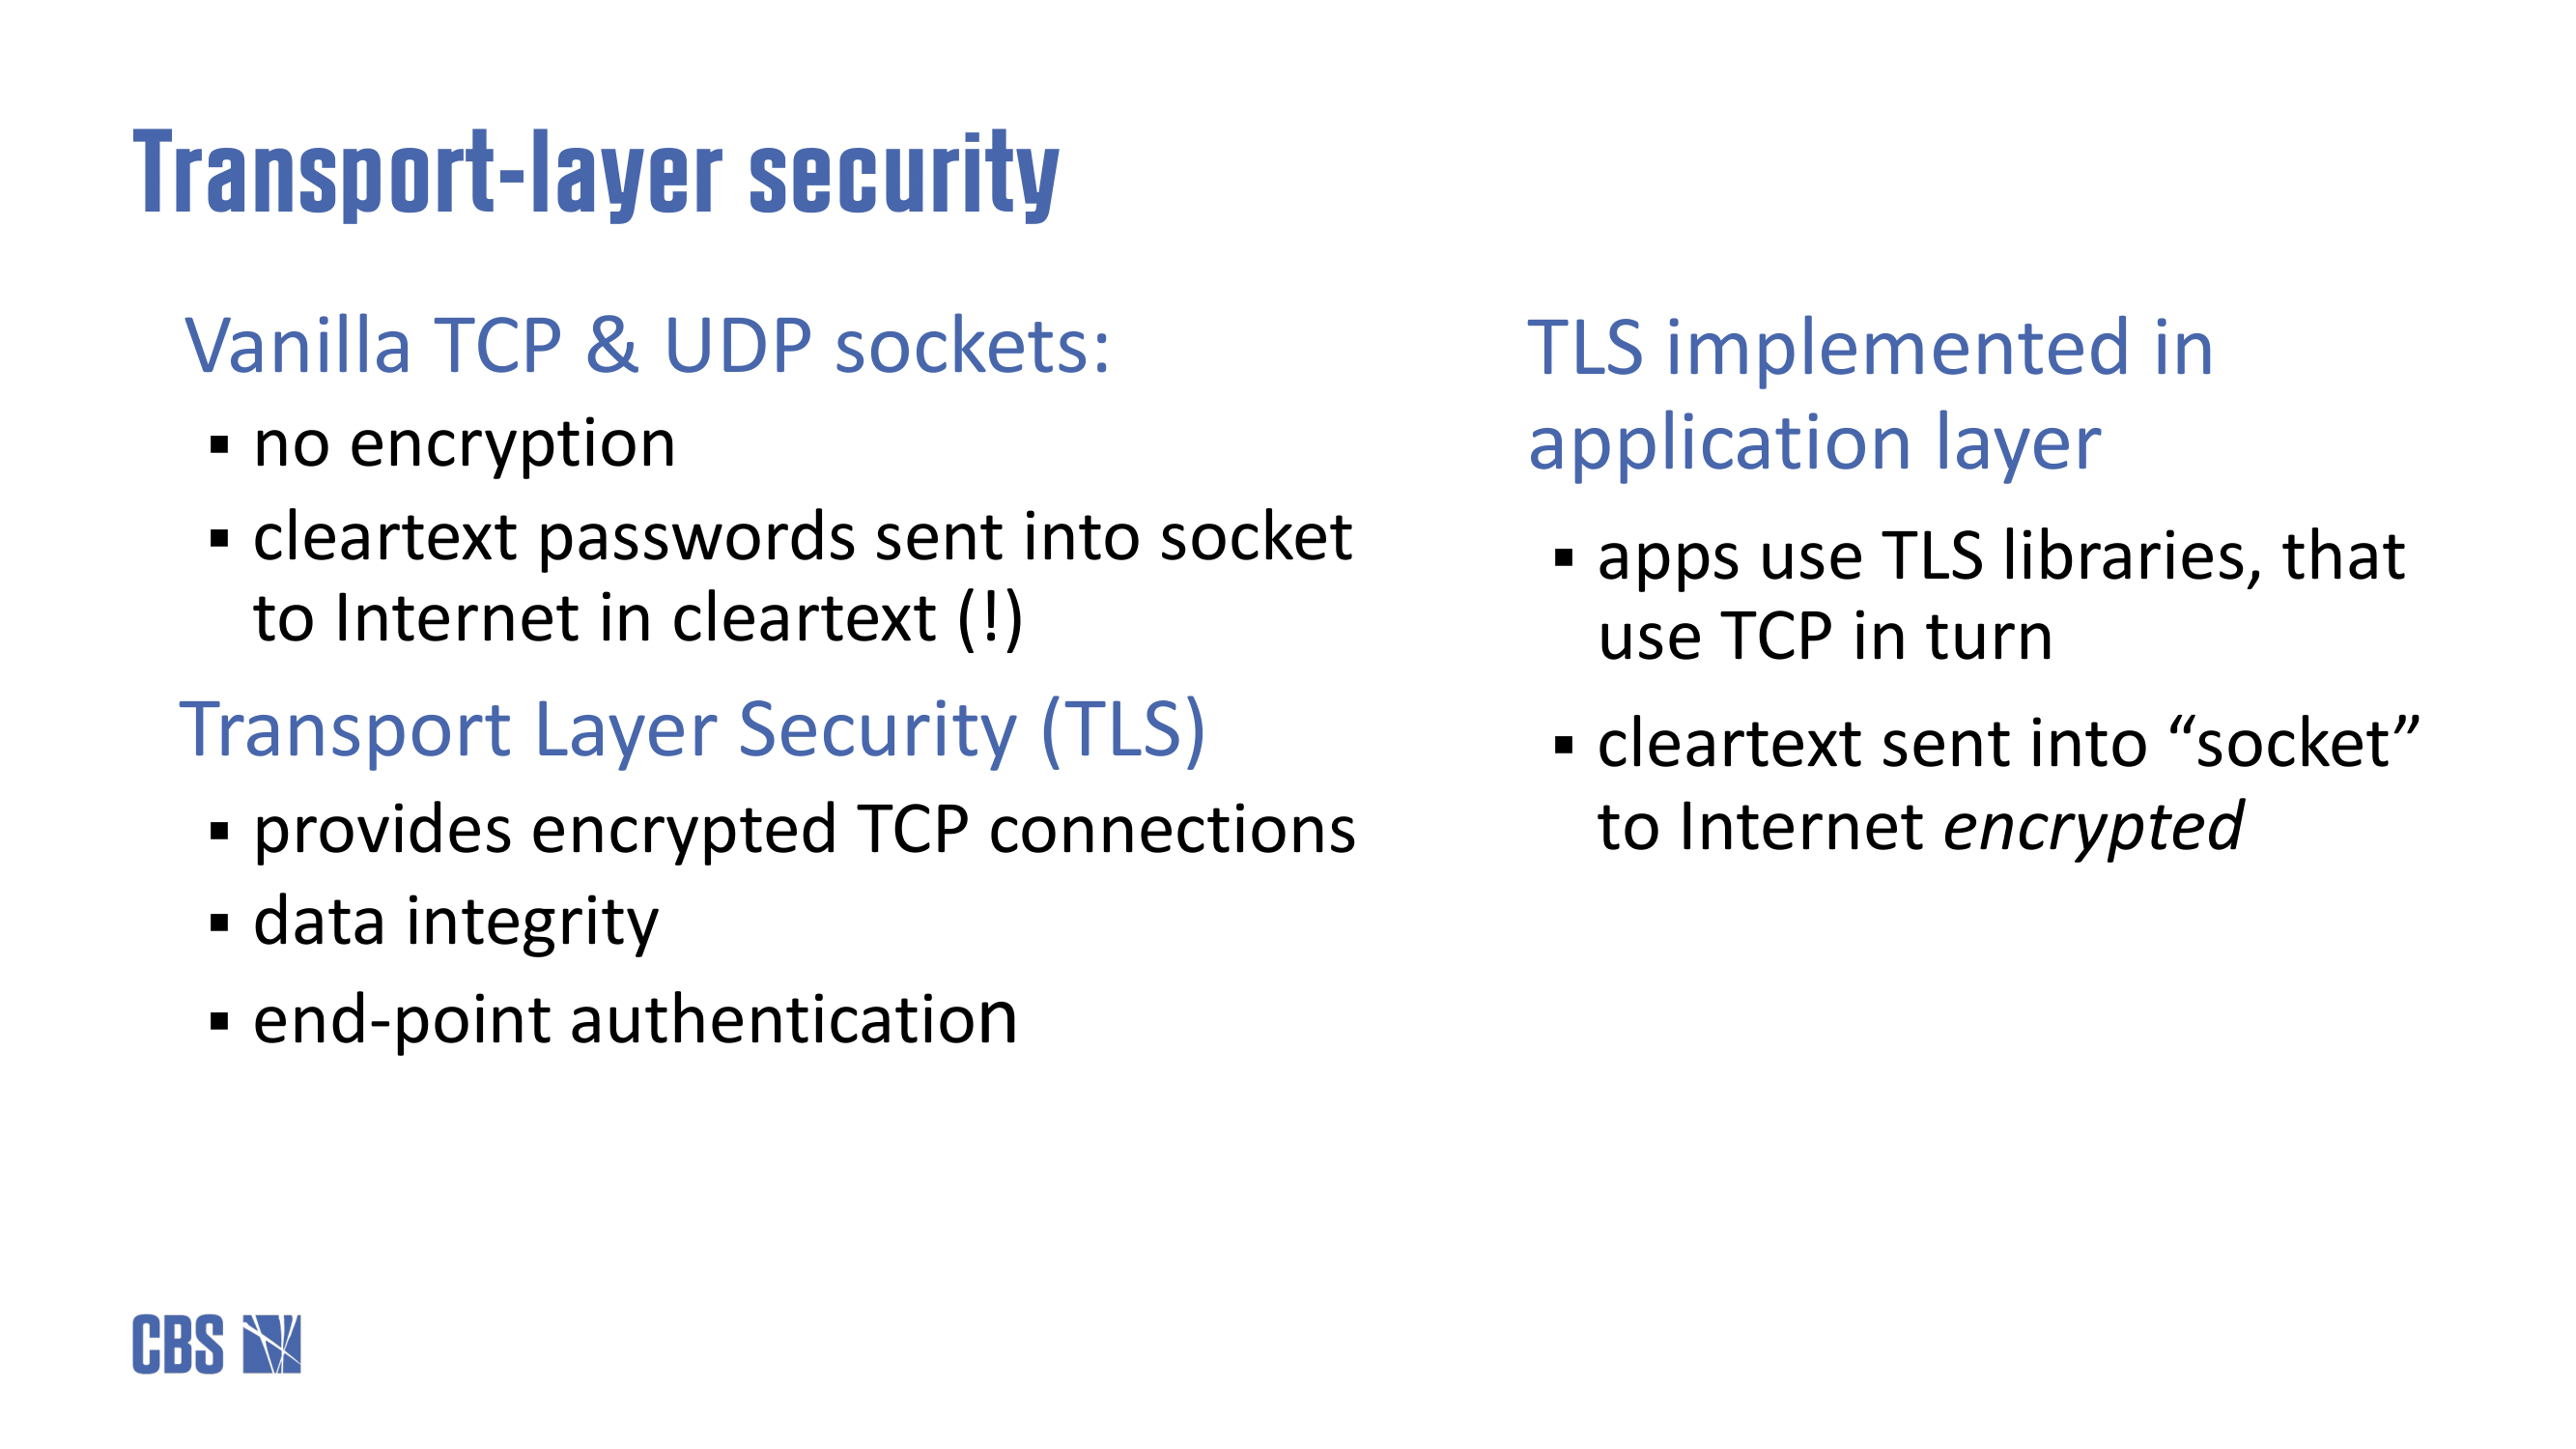 Transport-layer security
Vanilla TCP & UDP sockets:
▪ no encryption
▪ cleartext passwords sent into socket
to Internet in cleartext (!)
Transport Layer Security (TLS)
▪ provides encrypted TCP connections
▪ data integrity
▪ end-point authentication
TLS implemented in
application layer
▪ apps use TLS libraries, that
use TCP in turn
▪ cleartext sent into “socket”
to Internet encrypted
CBS